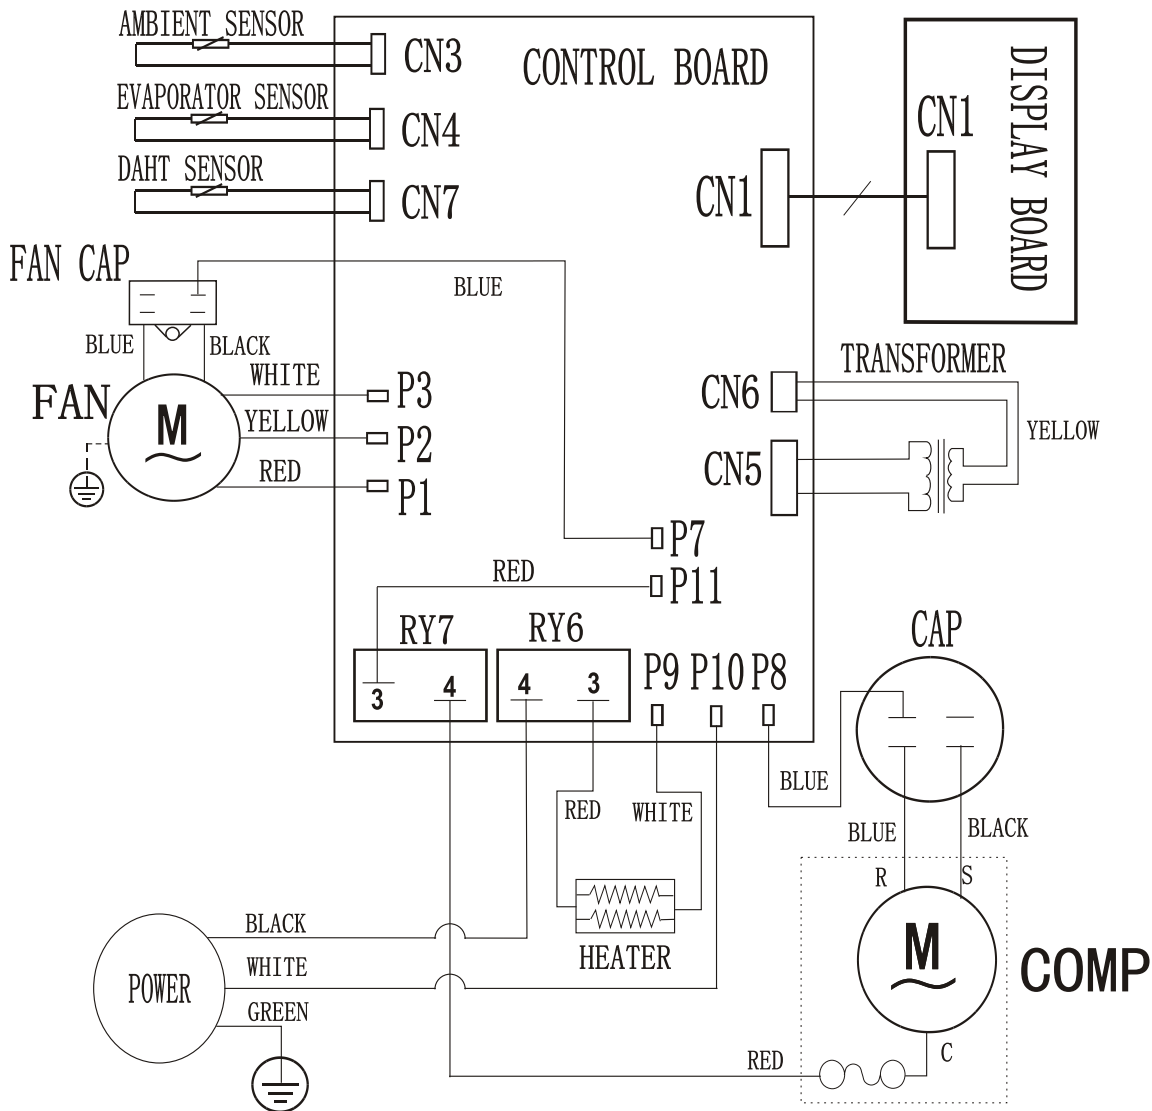 AMBIENT SENSOR
CN3
CONTROL BOARD
EVAPORATOR SENSOR
CN4
CN1
DISPLAY BOARD
DAHT SENSOR
CN7
CN1
FAN CAP
BLUE
BLUE
BLACK
TRANSFORMER
WHITE
P3
CN6
FAN
M
YELLOW
P2
YELLOW
RED
P1
CN5
P7
RED
P11
RY7
RY6
CAP
3
4
4
3
P9 P10 P8
BLUE
RED
WHITE
BLUE
BLACK
R
S
BLACK
HEATER
M
COMP
WHITE
POWER
GREEN
RED
C